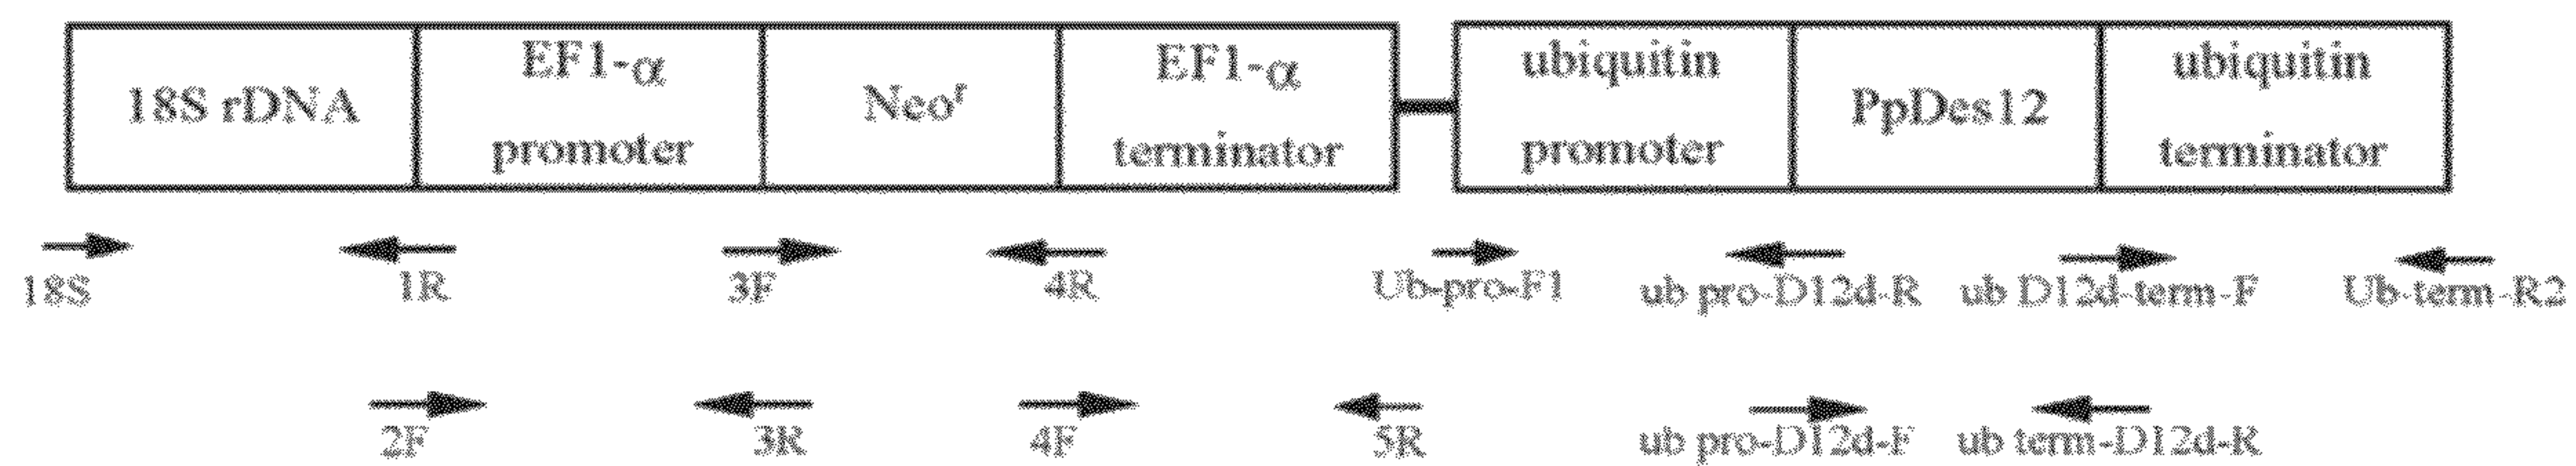 18S rDNA
EF1-α
promoter
Neoʳ
EF1-α
terminator
ubiquitin
promoter
PpDes12
ubiquitin
terminator
18S
1R
3F
4R
Ub-pro-F1
ub pro-D12d-R
ub D12d-term-F
Ub-term-R2
2F
3R
4F
5R
ub pro-D12d-F
ub term-D12d-R